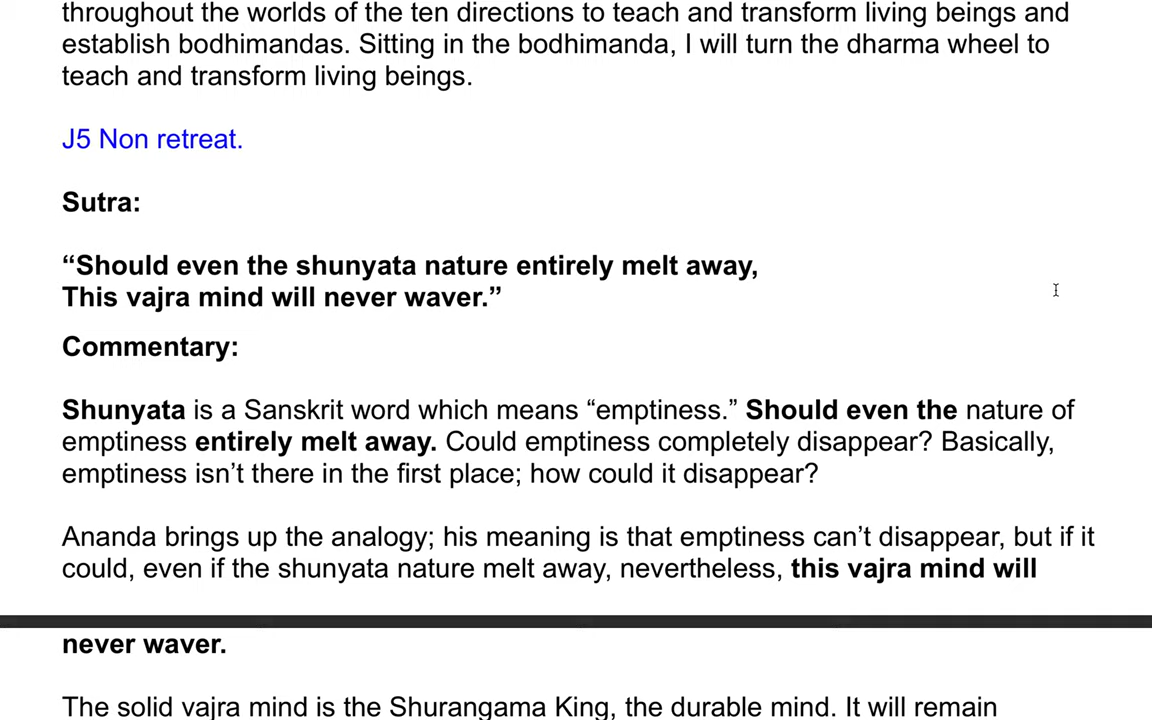 throughout the worlds of the ten directions to teach and transform living beings and
establish bodhimandas. Sitting in the bodhimanda, I will turn the dharma wheel to
teach and transform living beings.
J5 Non retreat.
Sutra:
“Should even the shunyata nature entirely melt away,
This vajra mind will never waver.”
Commentary:
Shunyata is a Sanskrit word which means “emptiness.” Should even the nature of
emptiness entirely melt away. Could emptiness completely disappear? Basically,
emptiness isn’t there in the first place; how could it disappear?
Ananda brings up the analogy; his meaning is that emptiness can’t disappear, but if it
could, even if the shunyata nature melt away, nevertheless, this vajra mind will
never waver.
The solid vajra mind is the Shurangama King, the durable mind. It will remain